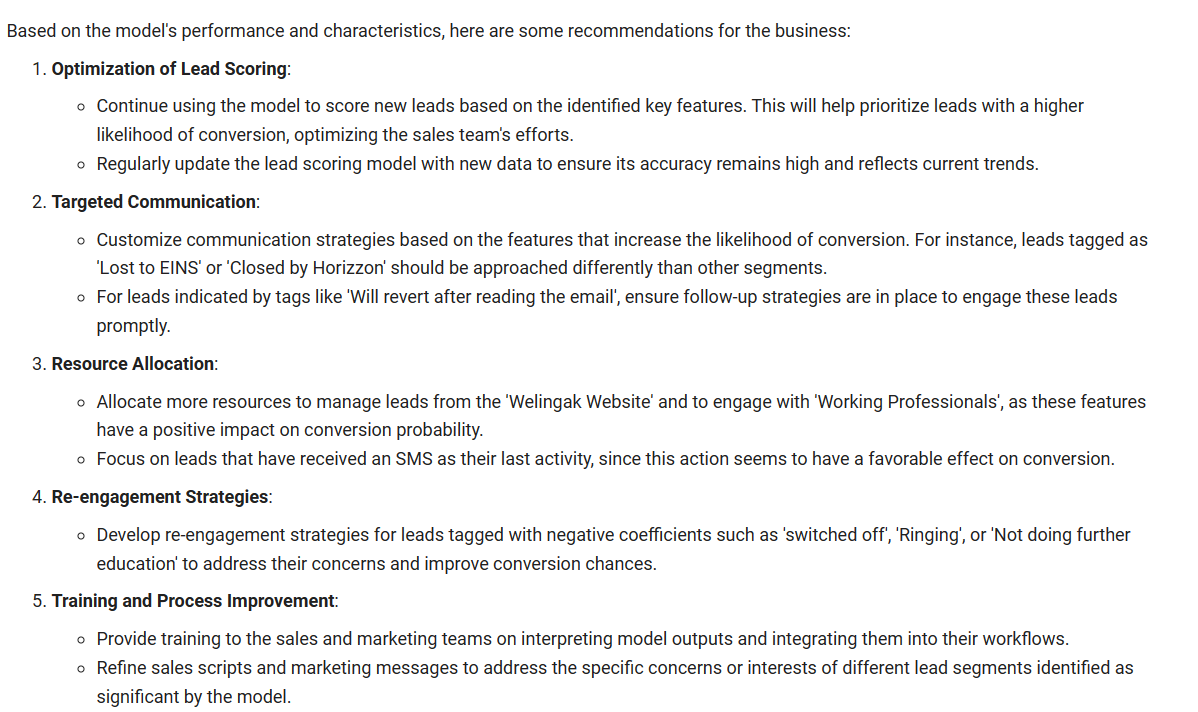 Based on the model's performance and characteristics, here are some recommendations for the business:
1. Optimization of Lead Scoring:
○ Continue using the model to score new leads based on the identified key features. This will help prioritize leads with a higher
likelihood of conversion, optimizing the sales team's efforts.
○ Regularly update the lead scoring model with new data to ensure its accuracy remains high and reflects current trends.
2. Targeted Communication:
○ Customize communication strategies based on the features that increase the likelihood of conversion. For instance, leads tagged as
'Lost to EINS' or 'Closed by Horizzon' should be approached differently than other segments.
○ For leads indicated by tags like 'Will revert after reading the email', ensure follow-up strategies are in place to engage these leads
promptly.
3. Resource Allocation:
○ Allocate more resources to manage leads from the 'Welingak Website' and to engage with 'Working Professionals', as these features
have a positive impact on conversion probability.
○ Focus on leads that have received an SMS as their last activity, since this action seems to have a favorable effect on conversion.
4. Re-engagement Strategies:
○ Develop re-engagement strategies for leads tagged with negative coefficients such as 'switched off', 'Ringing', or 'Not doing further
education' to address their concerns and improve conversion chances.
5. Training and Process Improvement:
○ Provide training to the sales and marketing teams on interpreting model outputs and integrating them into their workflows.
○ Refine sales scripts and marketing messages to address the specific concerns or interests of different lead segments identified as
significant by the model.